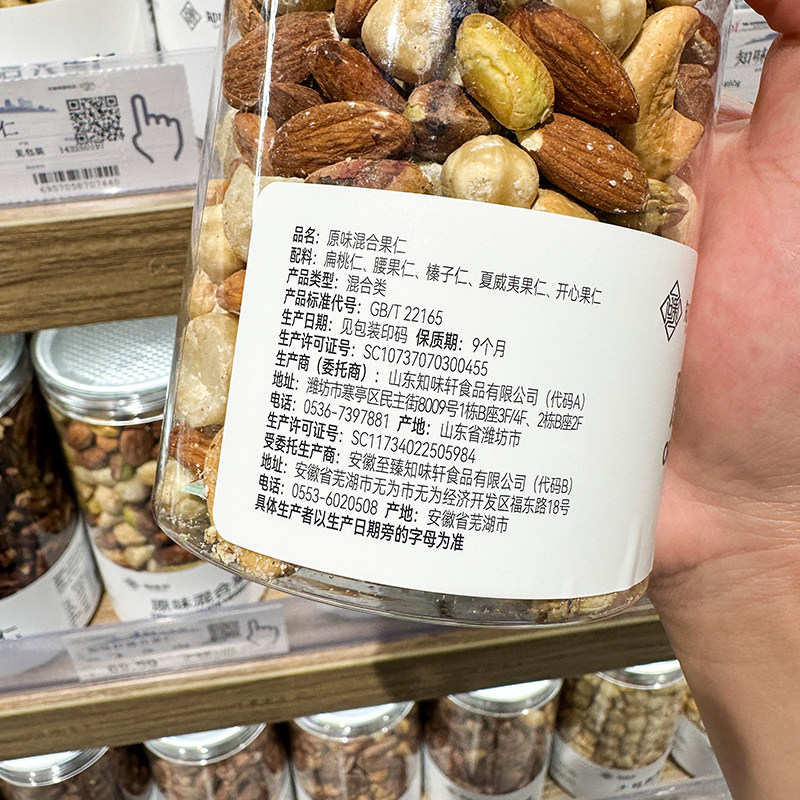 品名：原味混合果仁
配料：扁桃仁、腰果仁、榛子仁、夏威夷果仁、开心果仁
产品类型：混合类
产品标准代号：GB/T 22165
生产日期：见包装印码 保质期：9个月
生产许可证号：SC10737070300455
生产商（委托商）：山东知味轩食品有限公司（代码A）
地址：潍坊市寒亭区民主街8009号1栋B座3F/4F、2栋B座2F
电话：0536-7397881 产地：山东省潍坊市
生产许可证号：SC11734022505984
受委托生产商：安徽至臻知味轩食品有限公司（代码B）
地址：安徽省芜湖市无为市无为经济开发区福东路18号
电话：0553-6020508 产地：安徽省芜湖市
具体生产者以生产日期旁的字母为准
仁
6957058707645
原味混合果